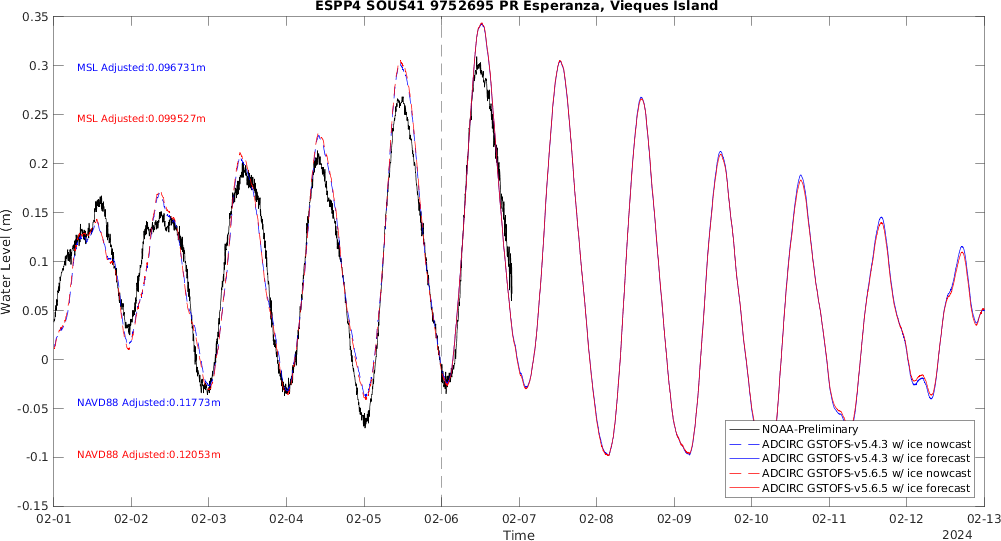 ESPP4 SOUS41 9752695 PR Esperanza, Vieques Island
0.35
0.3
0.25
0.2
0.15
0.1
0.05
0
-0.05
-0.1
-0.15
Water Level (m)
MSL Adjusted:0.096731m
MSL Adjusted:0.099527m
NAVD88 Adjusted:0.11773m
NAVD88 Adjusted:0.12053m
NOAA-Preliminary
ADCIRC GSTOFS-v5.4.3 w/ ice nowcast
ADCIRC GSTOFS-v5.4.3 w/ ice forecast
ADCIRC GSTOFS-v5.6.5 w/ ice nowcast
ADCIRC GSTOFS-v5.6.5 w/ ice forecast
02-01 02-02 02-03 02-04 02-05 02-06 02-07 02-08 02-09 02-10 02-11 02-12 02-13
Time
2024